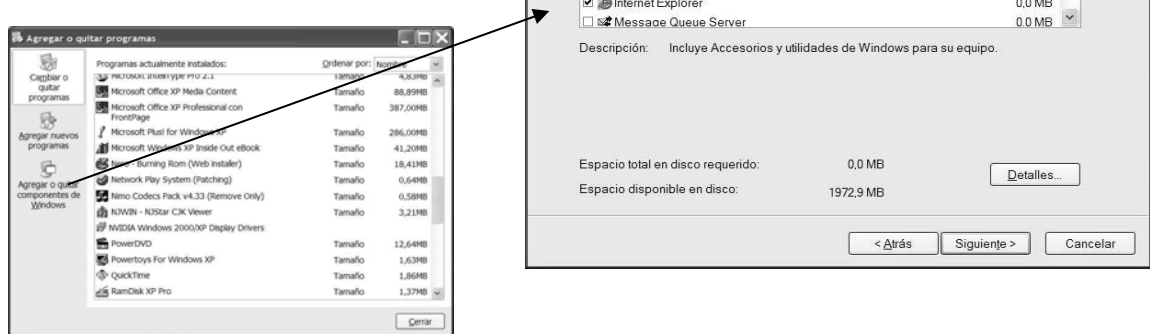 Agregar o quitar programas
Cambiar o
quitar
programas
Agregar nuevos
programas
Agregar o quitar
componentes de
Windows
Programas actualmente instalados:
Ordenar por: Nombre
Microsoft IntelliType Pro 2.1 Tamaño 4,83MB
Microsoft Office XP Media Content Tamaño 88,89MB
Microsoft Office XP Professional con
FrontPage Tamaño 387,00MB
Microsoft Plus! for Windows XP Tamaño 286,00MB
Microsoft Windows XP Inside Out eBook Tamaño 41,20MB
Nero - Burning Rom (Web installer) Tamaño 18,41MB
Network Play System (Patching) Tamaño 0,64MB
Nimo Codecs Pack v4.33 (Remove Only) Tamaño 0,58MB
NJWIN - NJStar CJK Viewer Tamaño 3,21MB
NVIDIA Windows 2000/XP Display Drivers
PowerDVD Tamaño 12,64MB
Powertoys For Windows XP Tamaño 1,63MB
QuickTime Tamaño 1,86MB
RamDisk XP Pro Tamaño 1,37MB
Cerrar
Internet Explorer 0,0 MB
Message Queue Server 0.0 MB
Descripción: Incluye Accesorios y utilidades de Windows para su equipo.
Espacio total en disco requerido: 0,0 MB
Espacio disponible en disco: 1972,9 MB
Detalles...
< Atrás
Siguiente >
Cancelar